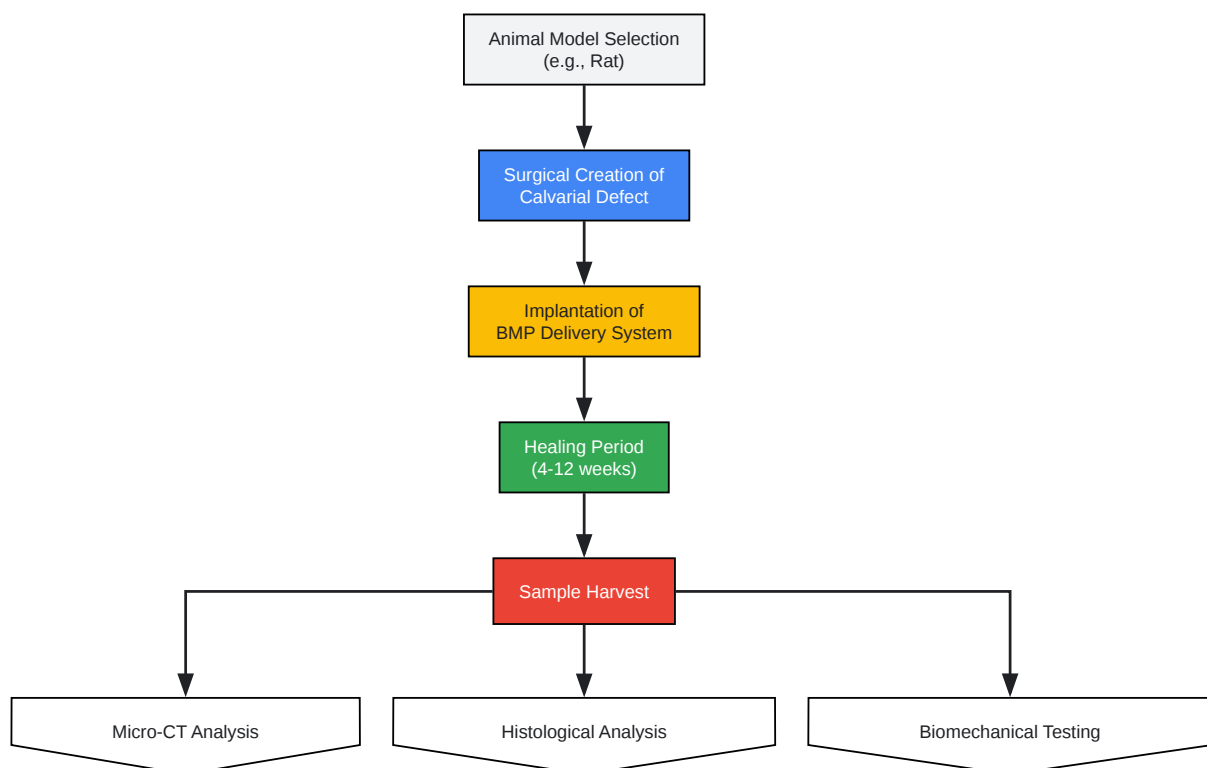 Animal Model Selection
(e.g., Rat)
Surgical Creation of
Calvarial Defect
Implantation of
BMP Delivery System
Healing Period
(4-12 weeks)
Sample Harvest
Micro-CT Analysis
Histological Analysis
Biomechanical Testing